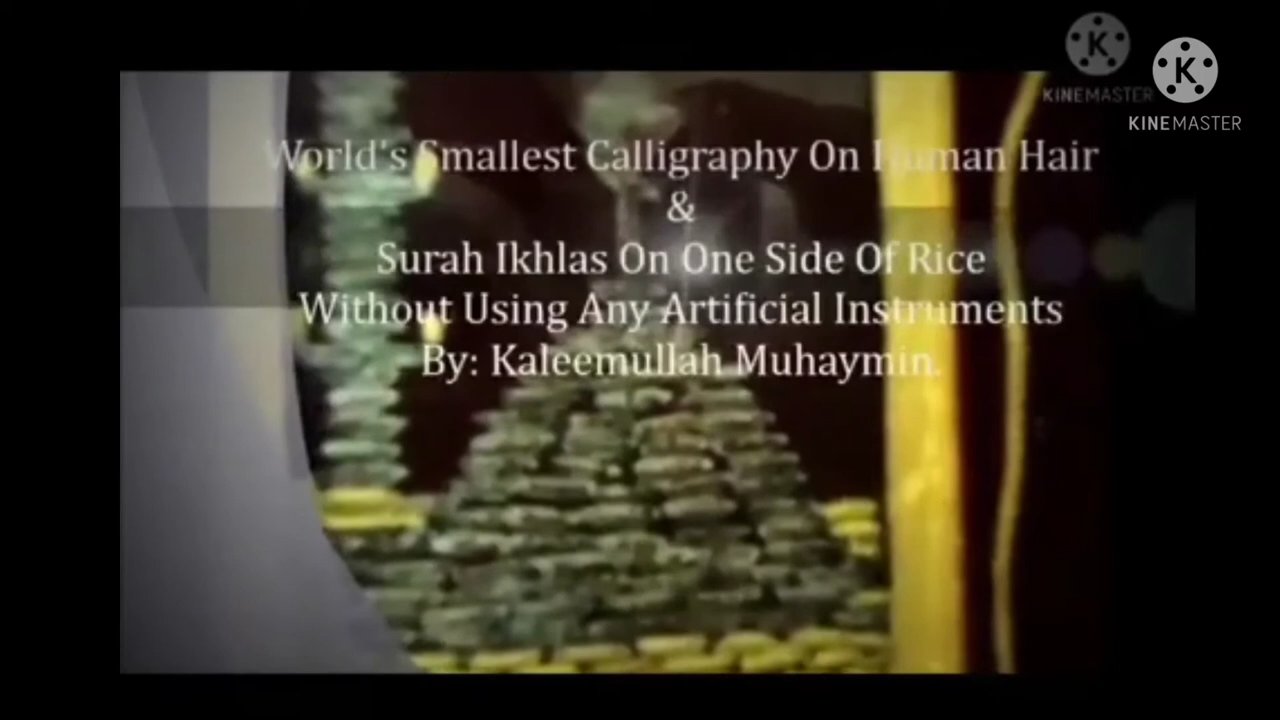 KINEMASTER
KINEMASTER
World's Smallest Calligraphy On Human Hair
&
Surah Ikhlas On One Side Of Rice
Without Using Any Artificial Instruments
By: Kaleemullah Muhaymin.